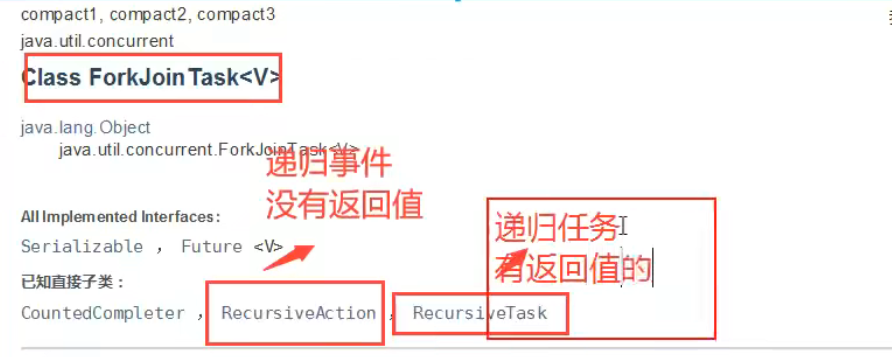 compact1, compact2, compact3
java.util.concurrent
Class ForkJoinTask<V>
java.lang.Object
java.util.concurrent.ForkJoinTask<V>
递归事件
没有返回值
All Implemented Interfaces:
Serializable , Future <V>
递归任务
有返回值的
已知直接子类：
CountedCompleter , RecursiveAction , RecursiveTask